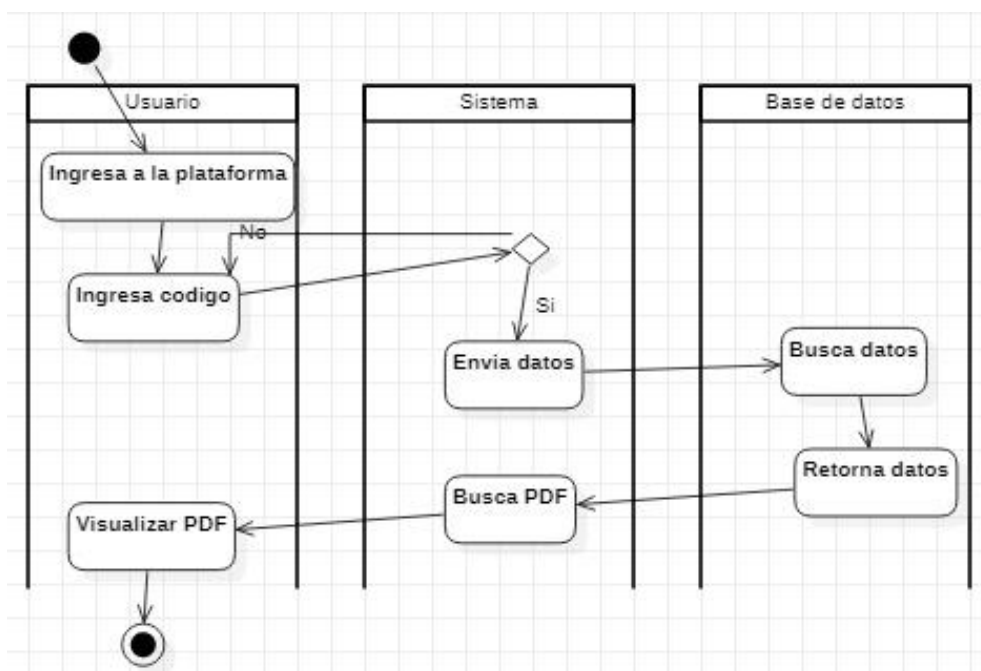 Usuario
Sistema
Base de datos
Ingresa a la plataforma
No
Ingresa codigo
Si
Envia datos
Busca datos
Retorna datos
Busca PDF
Visualizar PDF